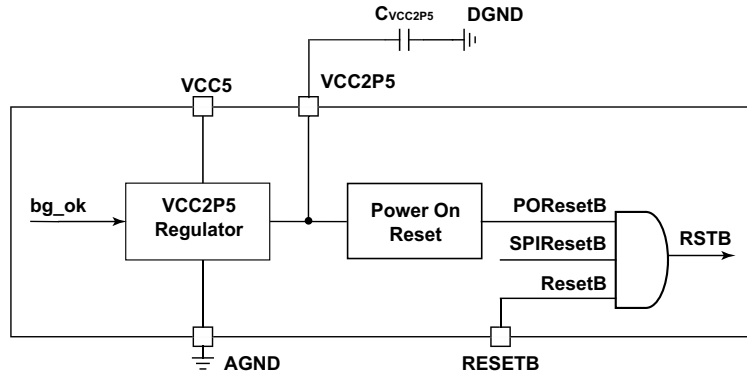 CVCC2P5
DGND
VCC5
VCC2P5
bg_ok
VCC2P5
Regulator
Power On
Reset
POResetB
SPIResetB
ResetB
RSTB
AGND
RESETB